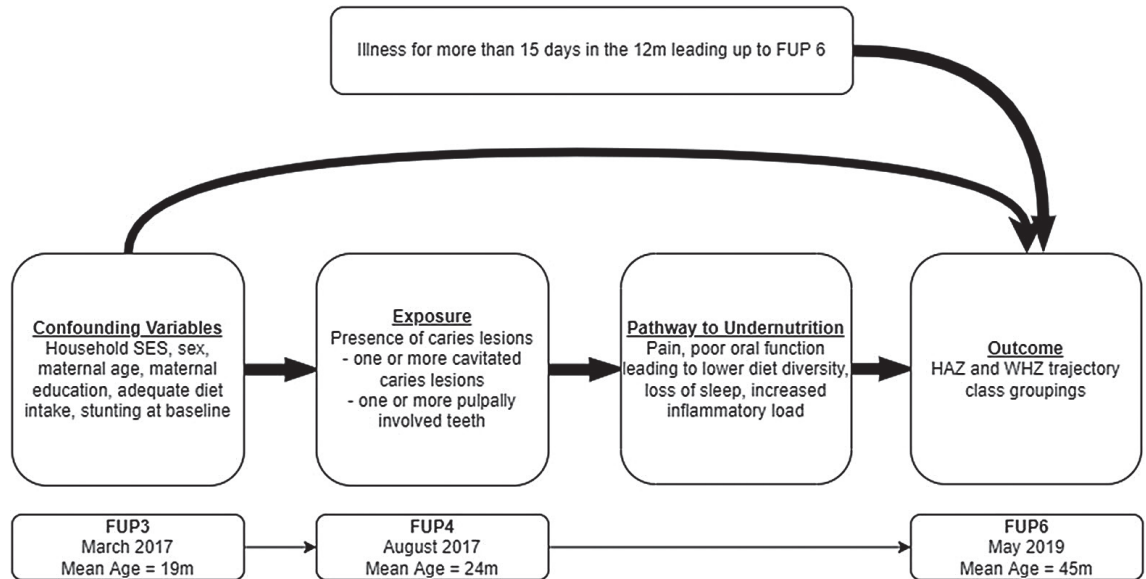 Illness for more than 15 days in the 12m leading up to FUP 6
Confounding Variables
Household SES, sex,
maternal age, maternal
education, adequate diet
intake, stunting at baseline
Exposure
Presence of caries lesions
- one or more cavitated
caries lesions
- one or more pulpally
involved teeth
Pathway to Undernutrition
Pain, poor oral function
leading to lower diet diversity,
loss of sleep, increased
inflammatory load
Outcome
HAZ and WHZ trajectory
class groupings
FUP3
March 2017
Mean Age = 19m
FUP4
August 2017
Mean Age = 24m
FUP6
May 2019
Mean Age = 45m